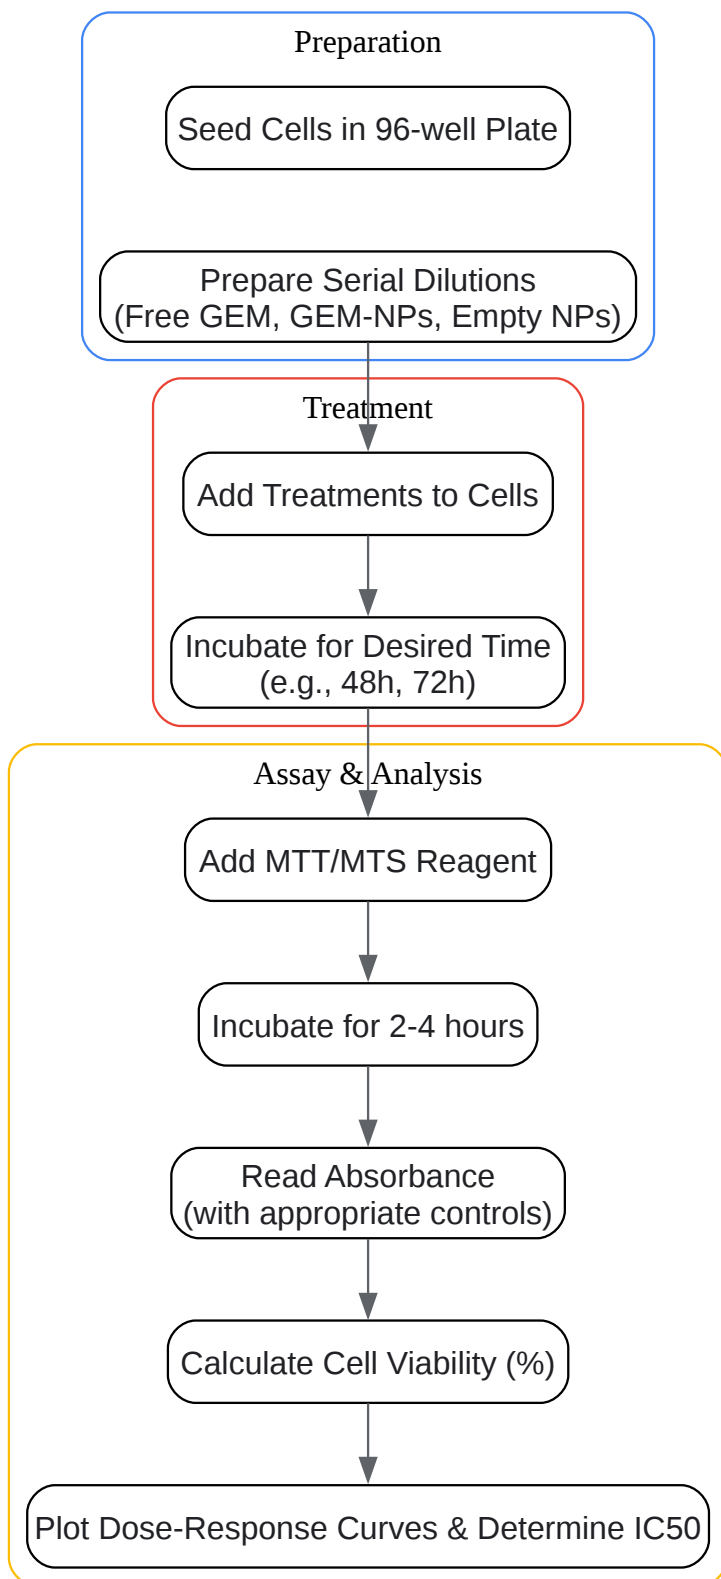 Preparation
Seed Cells in 96-well Plate
Prepare Serial Dilutions
(Free GEM, GEM-NPs, Empty NPs)
Treatment
Add Treatments to Cells
Incubate for Desired Time
(e.g., 48h, 72h)
Assay & Analysis
Add MTT/MTS Reagent
Incubate for 2-4 hours
Read Absorbance
(with appropriate controls)
Calculate Cell Viability (%)
Plot Dose-Response Curves & Determine IC50